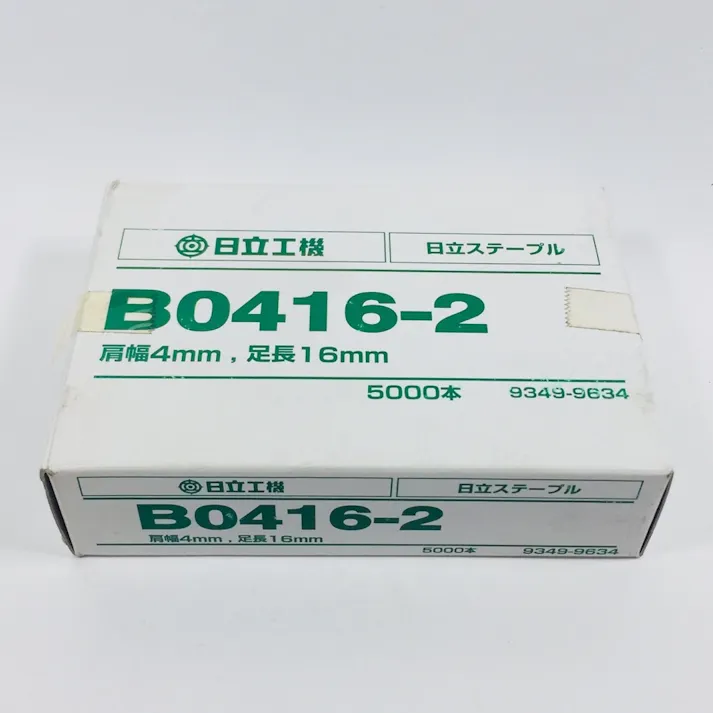 日立工機 日立ステープル
B0416-2
肩幅4mm , 足長16mm
5000本 9349-9634
日立工機 日立ステープル
B0416-2
肩幅4mm , 足長16mm
5000本 9349-9634